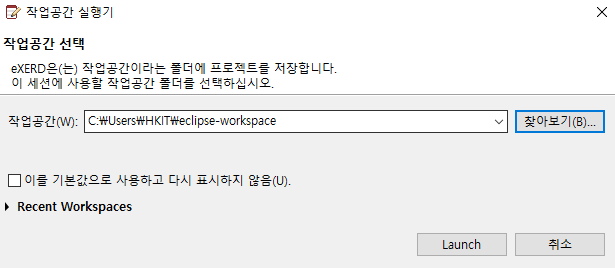 작업공간 실행기
작업공간 선택
eXERD은(는) 작업공간이라는 폴더에 프로젝트를 저장합니다.
이 세션에 사용할 작업공간 폴더를 선택하십시오.
작업공간(W): C:₩Users₩HKIT₩eclipse-workspace 찾아보기(B)...
이를 기본값으로 사용하고 다시 표시하지 않음(U).
Recent Workspaces
Launch 취소